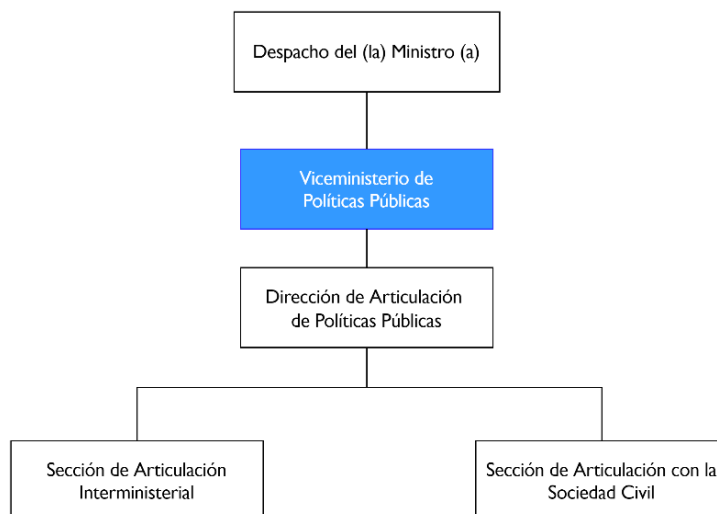 Despacho del (la) Ministro (a)
Viceministerio de
Políticas Públicas
Dirección de Articulación
de Políticas Públicas
Sección de Articulación
Interministerial
Sección de Articulación con la
Sociedad Civil